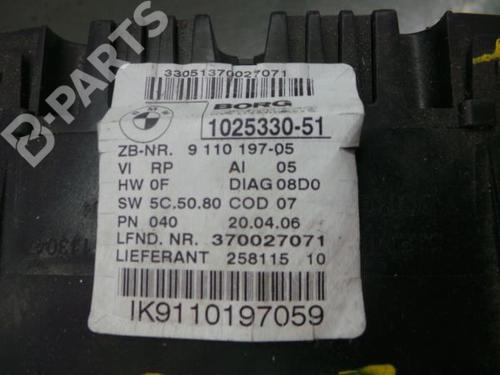 33051370027071
BORG
INSTRUMENTS
1025330-51
ZB-NR. 9 110 197-05
VI RP AI 05
HW 0F DIAG 08D0
SW 5C.50.80 COD 07
PN 040 20.04.06
LFND. NR. 370027071
LIEFERANT 258115 10
IK9110197059
B-PARTS